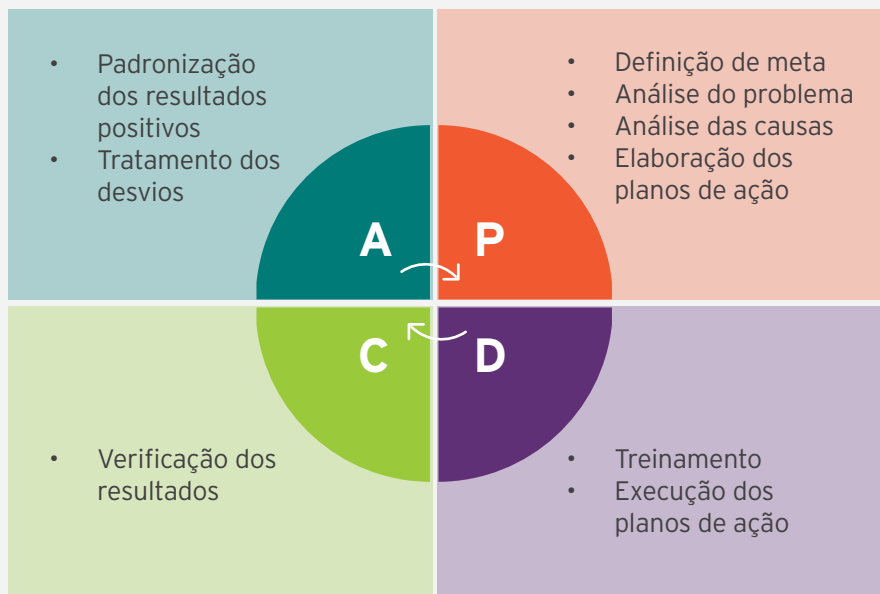 • Padronização
dos resultados
positivos
• Tratamento dos
desvios
• Definição de meta
• Análise do problema
• Análise das causas
• Elaboração dos
planos de ação
A
P
C
D
• Verificação dos
resultados
• Treinamento
• Execução dos
planos de ação